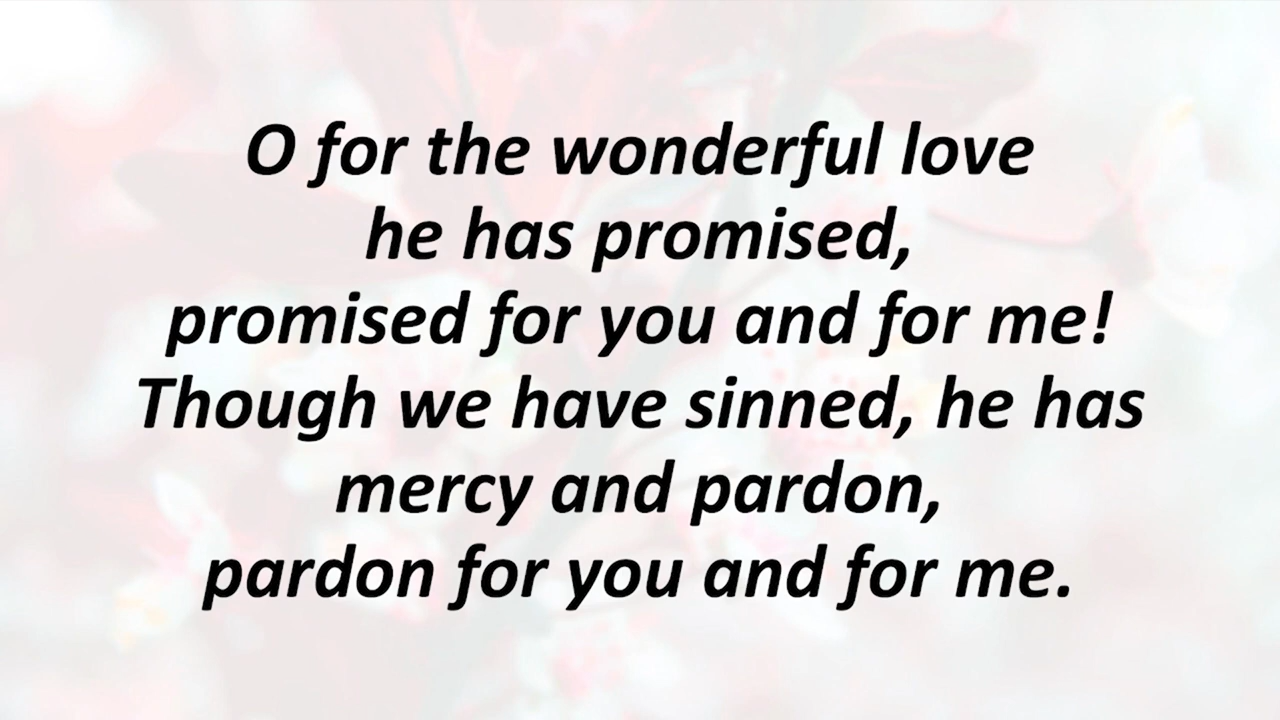 O for the wonderful love
he has promised,
promised for you and for me!
Though we have sinned, he has
mercy and pardon,
pardon for you and for me.